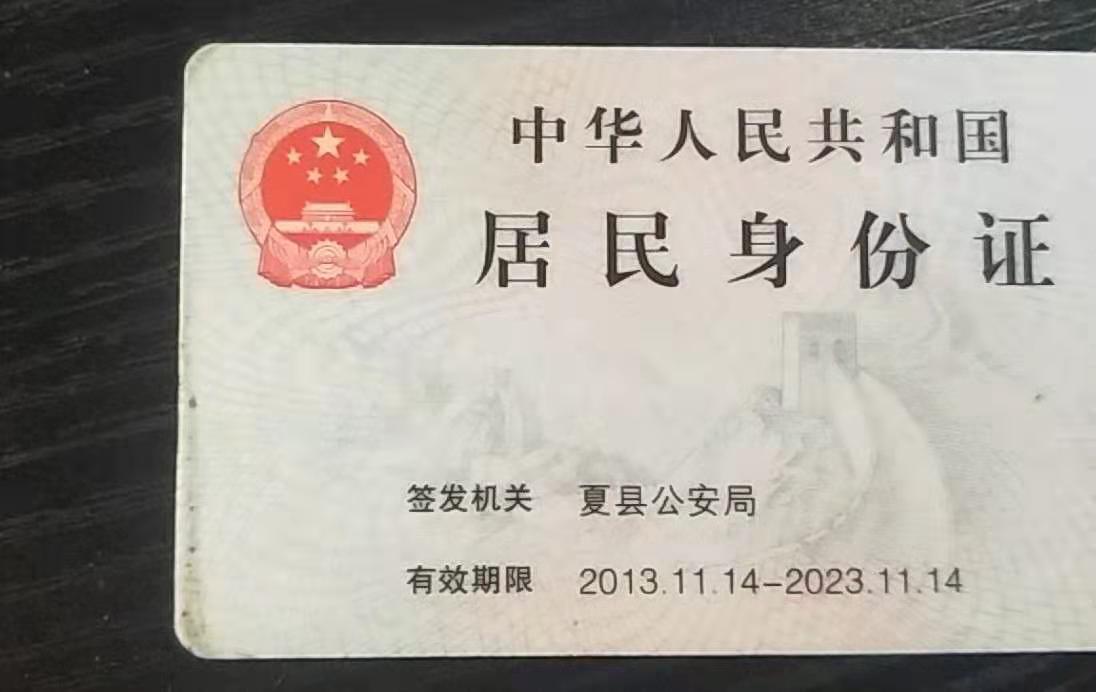 中华人民共和国
居民身份证
签发机关 夏县公安局
有效期限 2013.11.14-2023.11.14